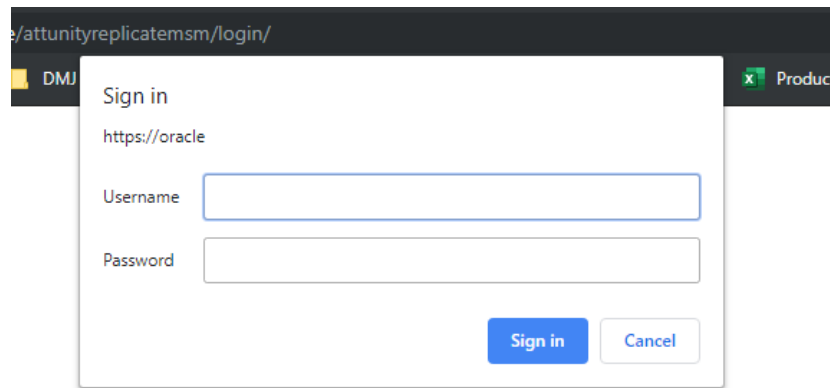 e/attunityreplicatemsm/login/
DMJ
Produc
Sign in
https://oracle
Username
Password
Sign in
Cancel